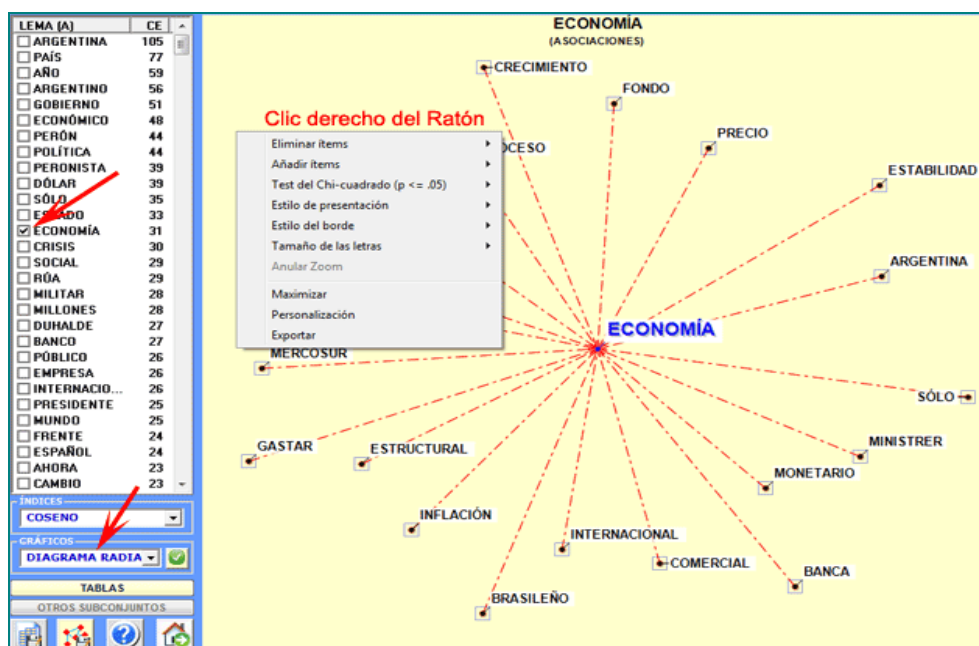 LEMA (A) CE
ARGENTINA 105
PAÍS 77
AÑO 59
ARGENTINO 56
GOBIERNO 51
ECONÓMICO 48
PERÓN 44
POLÍTICA 44
PERONISTA 39
DÓLAR 39
SÓLO 35
33
ECONOMÍA 31
CRISIS 30
SOCIAL 29
RÚA 29
MILITAR 28
MILLONES 28
DUHALDE 27
BANCO 27
PÚBLICO 26
EMPRESA 26
INTERNACIO... 26
PRESIDENTE 25
MUNDO 25
FRENTE 24
ESPAÑOL 24
AHORA 23
CAMBIO 23
ÍNDICES
COSENO
GRÁFICOS
DIAGRAMA RADIA
TABLAS
OTROS SUBCONJUNTOS
ECONOMÍA
(ASOCIACIONES)
CRECIMIENTO
FONDO
PRECIO
OCESO
ESTABILIDAD
ARGENTINA
ECONOMÍA
MERCOSUR
SÓLO
GASTAR
ESTRUCTURAL
MINISTRER
MONETARIO
INFLACIÓN
INTERNACIONAL
COMERCIAL
BANCA
BRASILEÑO
Clic derecho del Ratón
Eliminar ítems
Añadir ítems
Test del Chi-cuadrado (p <= .05)
Estilo de presentación
Estilo del borde
Tamaño de las letras
Anular Zoom
Maximizar
Personalización
Exportar